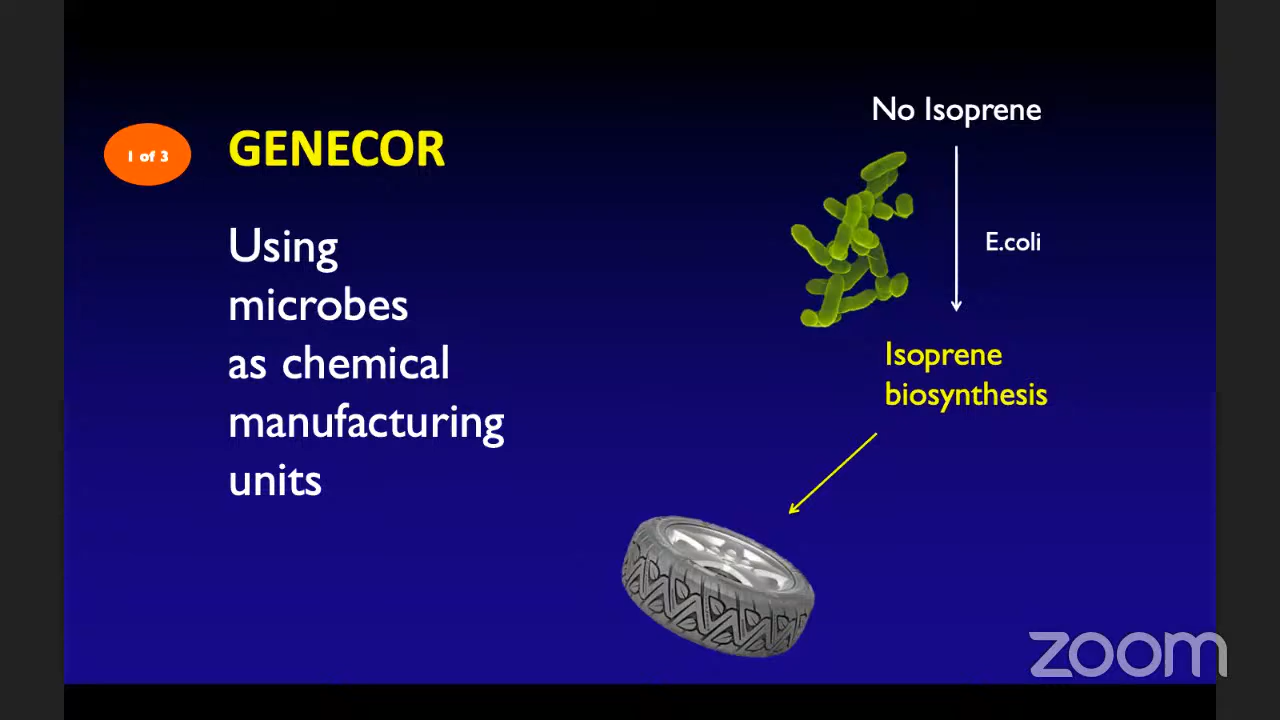 1 of 3
GENECOR
Using
microbes
as chemical
manufacturing
units
No Isoprene
E.coli
Isoprene
biosynthesis
zoom